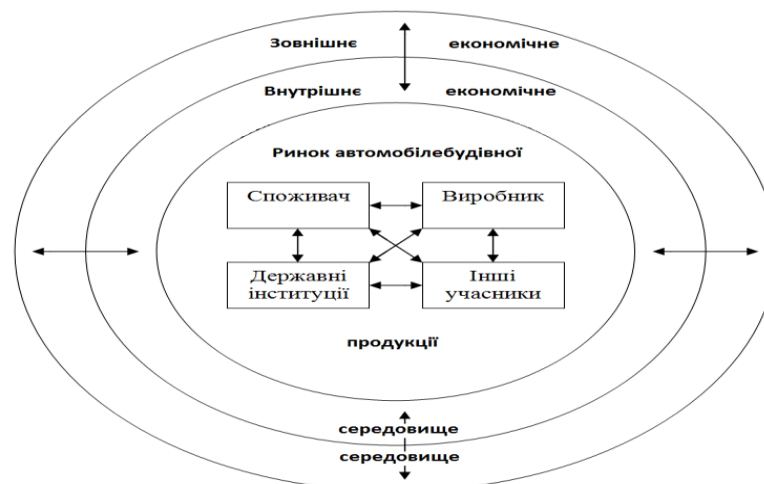 Зовнішнє економічне
Внутрішнє економічне
Ринок автомобілебудівної
Споживач
Виробник
Державні
інституції
Інші
учасники
продукції
середовище
середовище